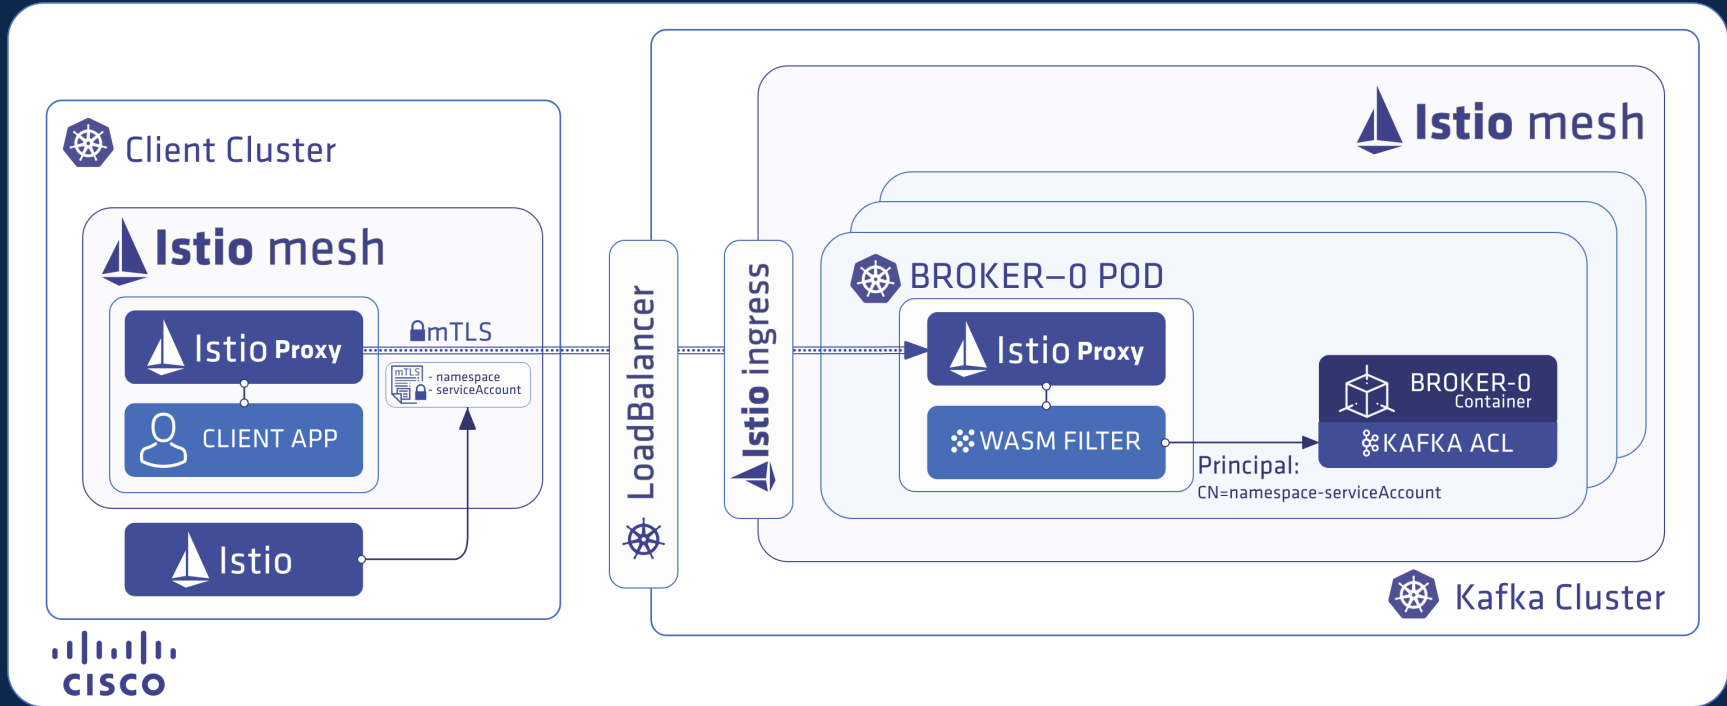 Client Cluster
Istio mesh
Istio Proxy
CLIENT APP
Istio
mTLS
mTLS
- namespace
- serviceAccount
LoadBalancer
Istio ingress
Istio mesh
BROKER–0 POD
Istio Proxy
WASM FILTER
Principal:
CN=namespace-serviceAccount
BROKER-0
Container
KAFKA ACL
Kafka Cluster
CISCO